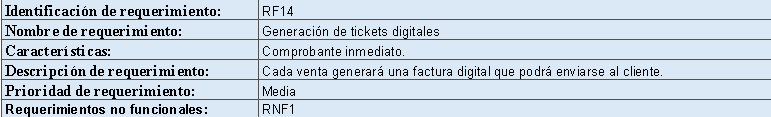 Identificación de requerimiento: RF14
Nombre de requerimiento: Generación de tickets digitales
Características: Comprobante inmediato.
Descripción de requerimiento: Cada venta generará una factura digital que podrá enviarse al cliente.
Prioridad de requerimiento: Media
Requerimientos no funcionales: RNF1